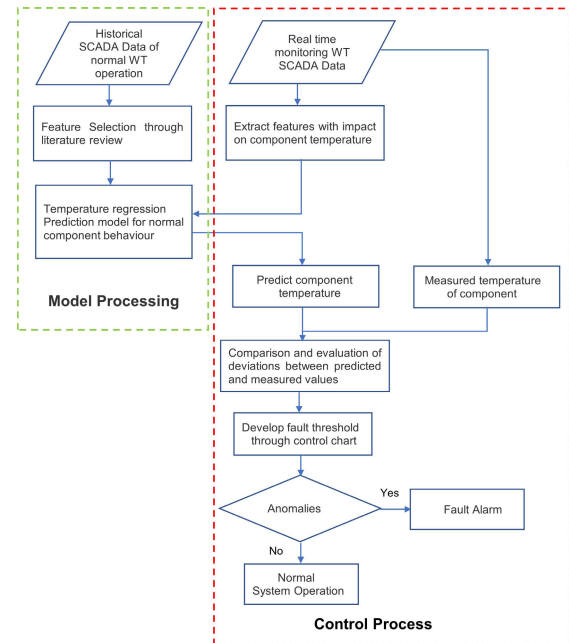 Historical
SCADA Data of
normal WT
operation
Real time
monitoring WT
SCADA Data
Feature Selection through
literature review
Extract features with impact
on component temperature
Temperature regression
Prediction model for normal
component behaviour
Model Processing
Predict component
temperature
Measured temperature
of component
Comparison and evaluation of
deviations between predicted
and measured values
Develop fault threshold
through control chart
Anomalies
Yes
Fault Alarm
No
Normal
System Operation
Control Process